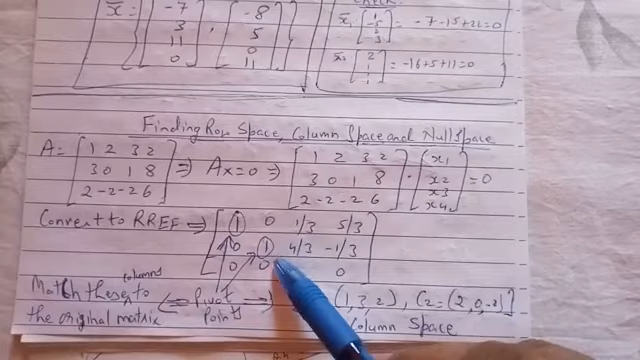 x̄ = { [-7 3 11 0] , [-8 5 0 11] }
x̄₁ [1 -5 2 -3] = -7-15+22=0
x̄₂ [2 1 1 1] = -16+5+11=0
Finding Row Space, Column Space and Null Space
A = [1 2 3 2 / 3 0 1 8 / 2 -2 -2 6] ⇒ Ax=0 ⇒ [1 2 3 2 / 3 0 1 8 / 2 -2 -2 6] · [x1 x2 x3 x4] = 0
Convert to RREF ⇒ [1 0 1/3 5/3 / 0 1 4/3 -1/3 / 0 0 0]
Match these columns to the original matrix ⇐ Pivot Points ⇒ (1,3,2), C2=(2,0,-2)]
Column Space